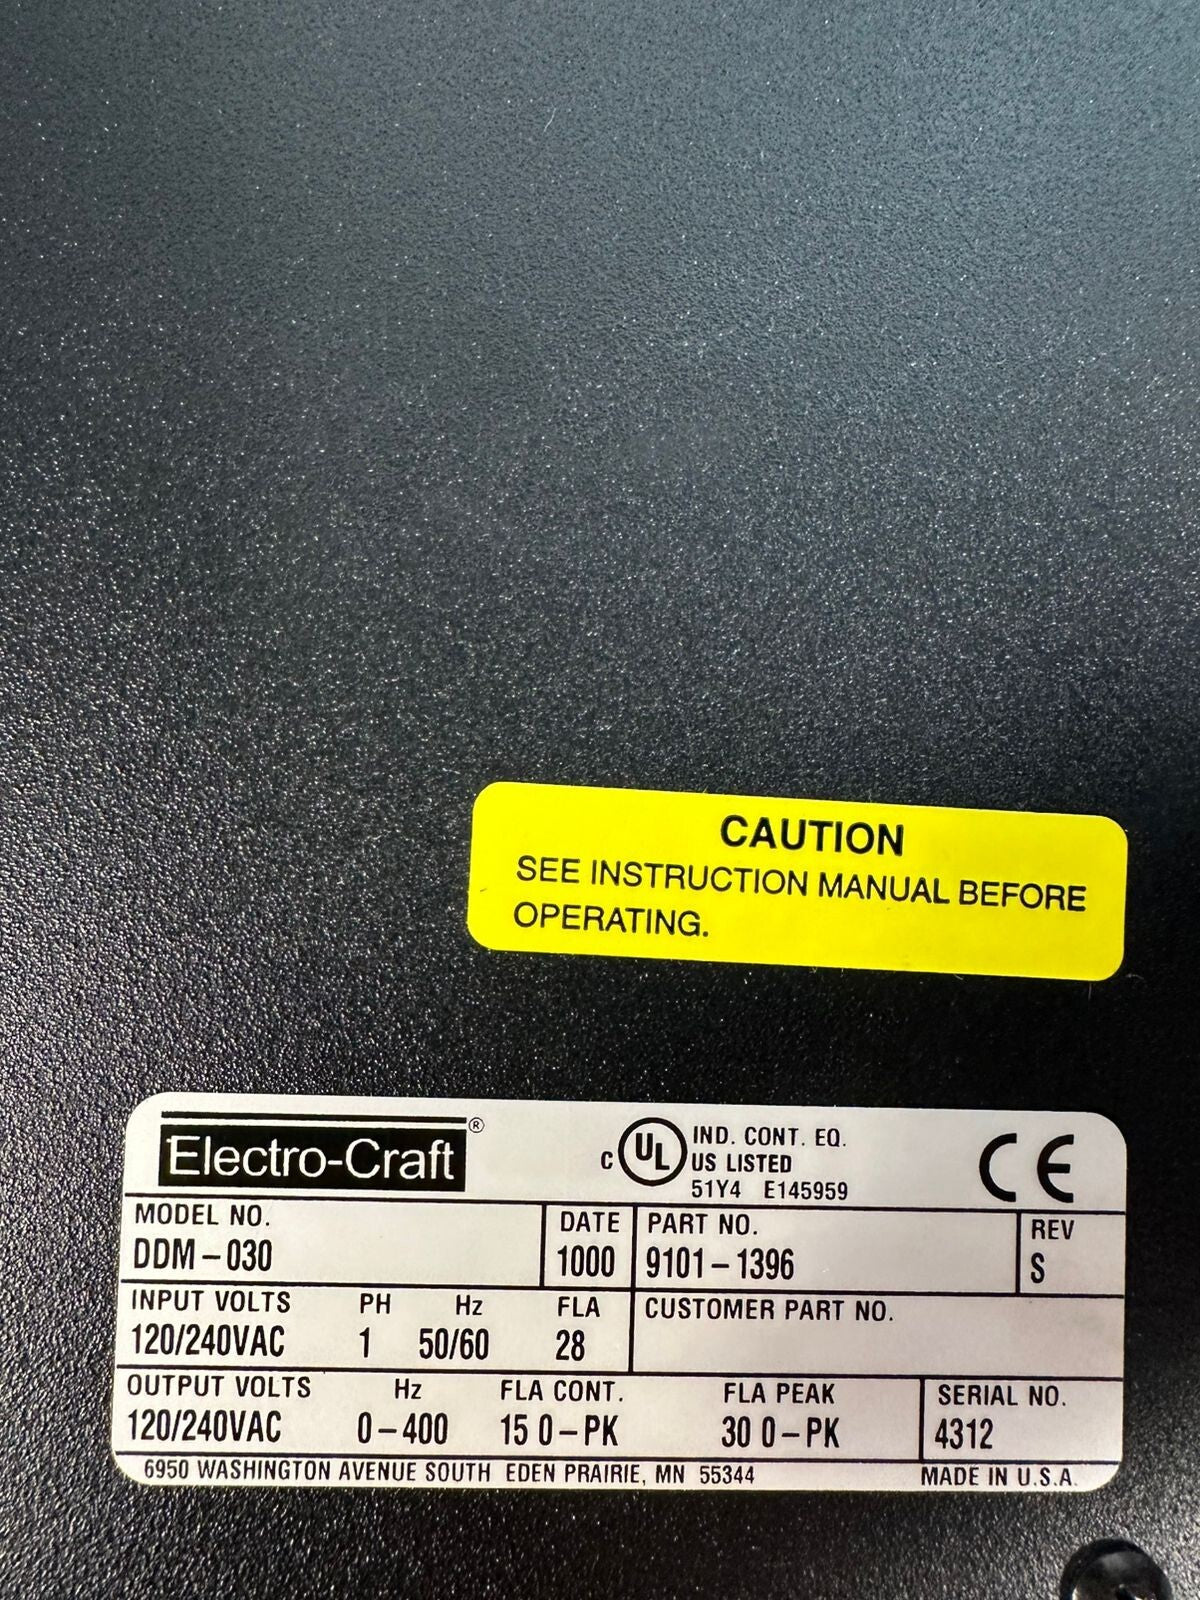 CAUTION
SEE INSTRUCTION MANUAL BEFORE
OPERATING.
Electro-Craft®
C UL US LISTED
IND. CONT. EQ.
51Y4 E145959
CE
MODEL NO. DATE PART NO. REV
DDM-030 1000 9101-1396 S
INPUT VOLTS PH Hz FLA CUSTOMER PART NO.
120/240VAC 1 50/60 28
OUTPUT VOLTS Hz FLA CONT. FLA PEAK SERIAL NO.
120/240VAC 0-400 15 0-PK 30 0-PK 4312
6950 WASHINGTON AVENUE SOUTH EDEN PRAIRIE, MN 55344 MADE IN U.S.A.